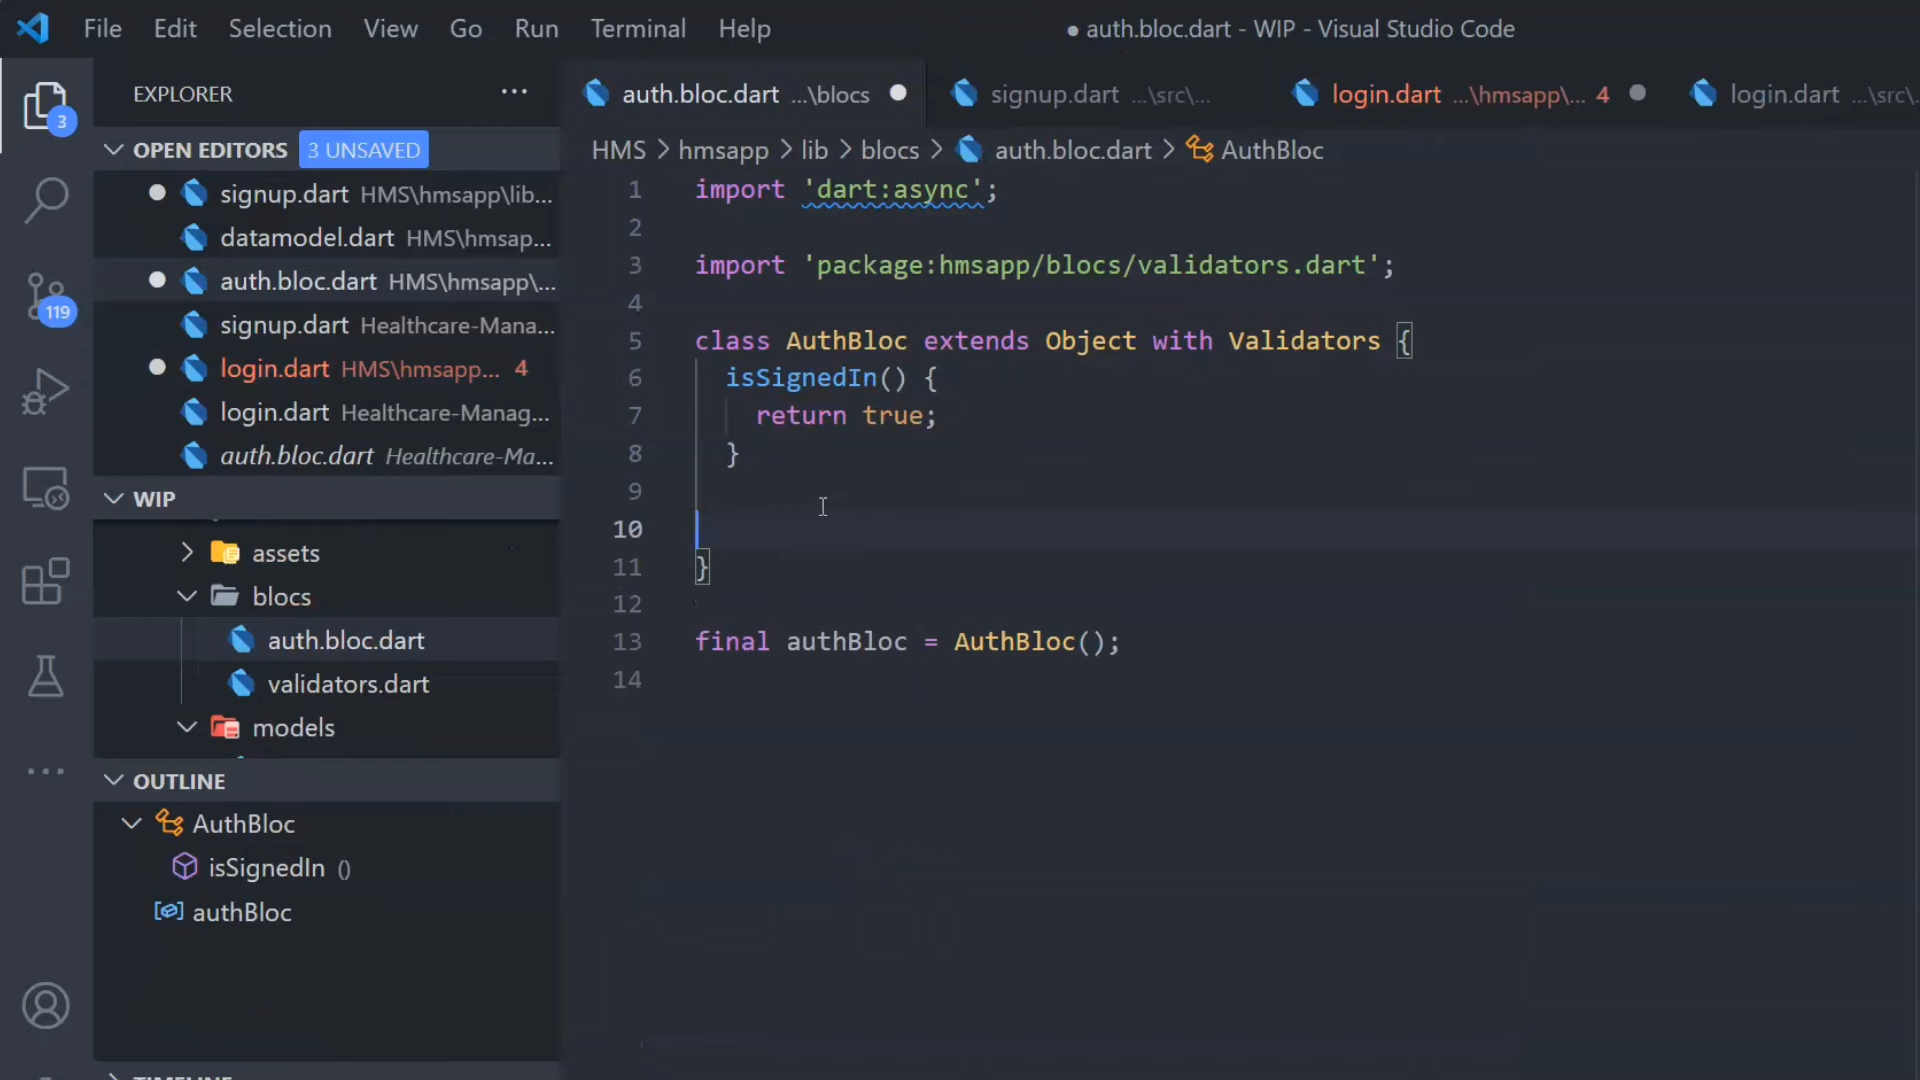 File Edit Selection View Go Run Terminal Help
● auth.bloc.dart - WIP - Visual Studio Code
EXPLORER ...
auth.bloc.dart ...\blocs
signup.dart ...\src\...
login.dart ...\hmsapp\... 4
login.dart ...\src\.
3
OPEN EDITORS 3 UNSAVED
HMS > hmsapp > lib > blocs > auth.bloc.dart > AuthBloc
signup.dart HMS\hmsapp\lib...
datamodel.dart HMS\hmsap...
auth.bloc.dart HMS\hmsapp\...
signup.dart Healthcare-Mana...
login.dart HMS\hmsapp... 4
login.dart Healthcare-Manag...
auth.bloc.dart Healthcare-Ma...
119
WIP
assets
blocs
auth.bloc.dart
validators.dart
models
OUTLINE
AuthBloc
isSignedIn ()
authBloc
TIMELINE
1 import 'dart:async';
2
3 import 'package:hmsapp/blocs/validators.dart';
4
5 class AuthBloc extends Object with Validators {
6 isSignedIn() {
7 return true;
8 }
9
10
11 }
12
13 final authBloc = AuthBloc();
14